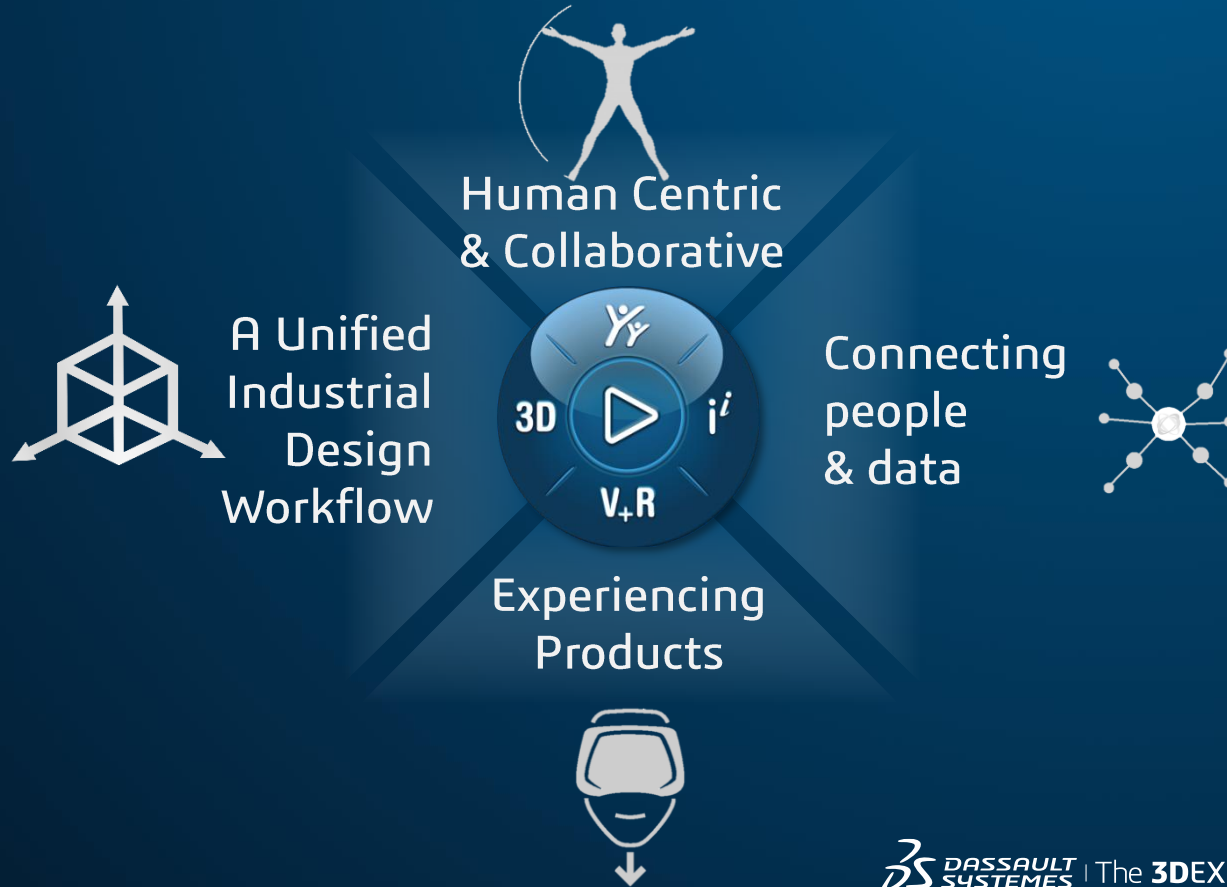 Human Centric
& Collaborative
A Unified
Industrial
Design
Workflow
3D
i i
V+R
Connecting
people
& data
Experiencing
Products
DASSAULT
SYSTEMES | The 3DEX